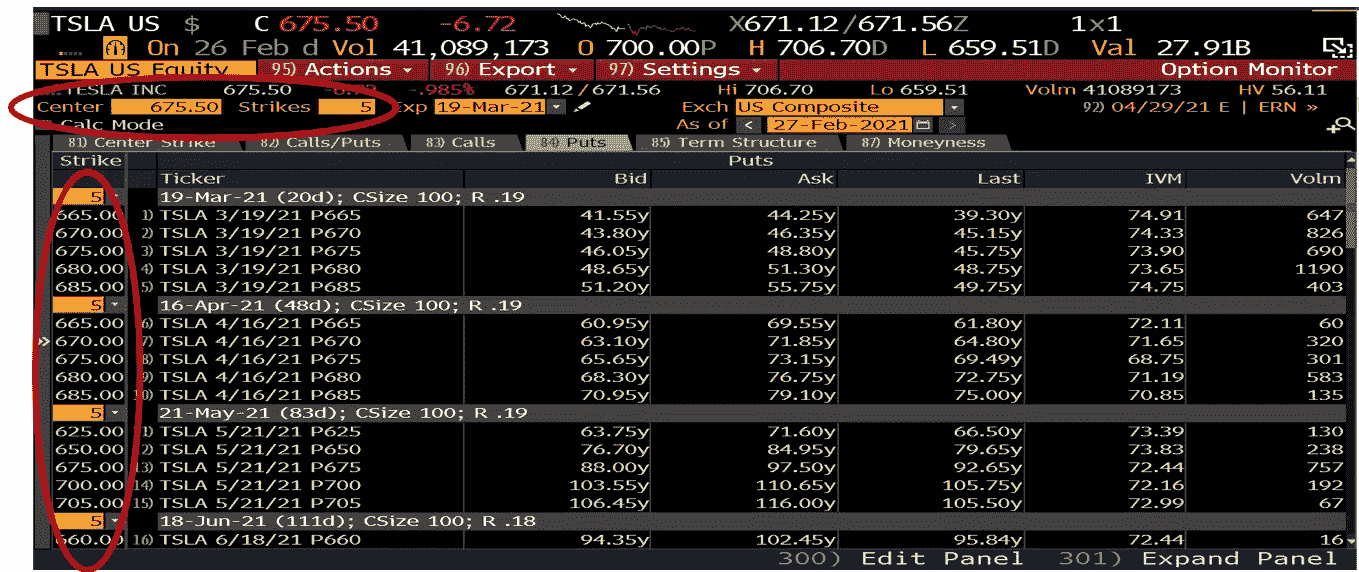 TSLA US $ C 675.50 -6.72 X671.12/671.56Z 1x1
On 26 Feb d Vol 41,089,173 O 700.00P H 706.70D L 659.51D Val 27.91B
TSLA US Equity 95) Actions 96) Export 97) Settings Option Monitor
TESLA INC 675.50 -.985% 671.12/671.56 Hi 706.70 Lo 659.51 Volm 41089173 HV 56.11
Center 675.50 Strikes 5 Exp 19-Mar-21 Exch US Composite 92) 04/29/21 E | ERN »
Calc Mode As of < 27-Feb-2021 >
81) Center Strike 82) Calls/Puts 83) Calls 84) Puts 85) Term Structure 87) Moneyness
Strike Puts
Ticker Bid Ask Last IVM Volm
5 19-Mar-21 (20d); CSize 100; R .19
665.00 1) TSLA 3/19/21 P665 41.55y 44.25y 39.30y 74.91 647
670.00 2) TSLA 3/19/21 P670 43.80y 46.35y 45.15y 74.33 826
675.00 3) TSLA 3/19/21 P675 46.05y 48.80y 45.75y 73.90 690
680.00 4) TSLA 3/19/21 P680 48.65y 51.30y 48.75y 73.65 1190
685.00 5) TSLA 3/19/21 P685 51.20y 55.75y 49.75y 74.75 403
5 16-Apr-21 (48d); CSize 100; R .19
665.00 6) TSLA 4/16/21 P665 60.95y 69.55y 61.80y 72.11 60
» 670.00 7) TSLA 4/16/21 P670 63.10y 71.85y 64.80y 71.65 320
675.00 8) TSLA 4/16/21 P675 65.65y 73.15y 69.49y 68.75 301
680.00 9) TSLA 4/16/21 P680 68.30y 76.75y 72.75y 71.19 583
685.00 10) TSLA 4/16/21 P685 70.95y 79.10y 75.00y 70.85 135
5 21-May-21 (83d); CSize 100; R .19
625.00 11) TSLA 5/21/21 P625 63.75y 71.60y 66.50y 73.39 130
650.00 12) TSLA 5/21/21 P650 76.70y 84.95y 79.65y 73.83 238
675.00 13) TSLA 5/21/21 P675 88.00y 97.50y 92.65y 72.44 757
700.00 14) TSLA 5/21/21 P700 103.55y 110.65y 105.75y 72.16 192
705.00 15) TSLA 5/21/21 P705 106.45y 116.00y 105.50y 72.99 67
5 18-Jun-21 (111d); CSize 100; R .18
660.00 16) TSLA 6/18/21 P660 94.35y 102.45y 95.84y 72.44 16
300) Edit Panel 301) Expand Panel